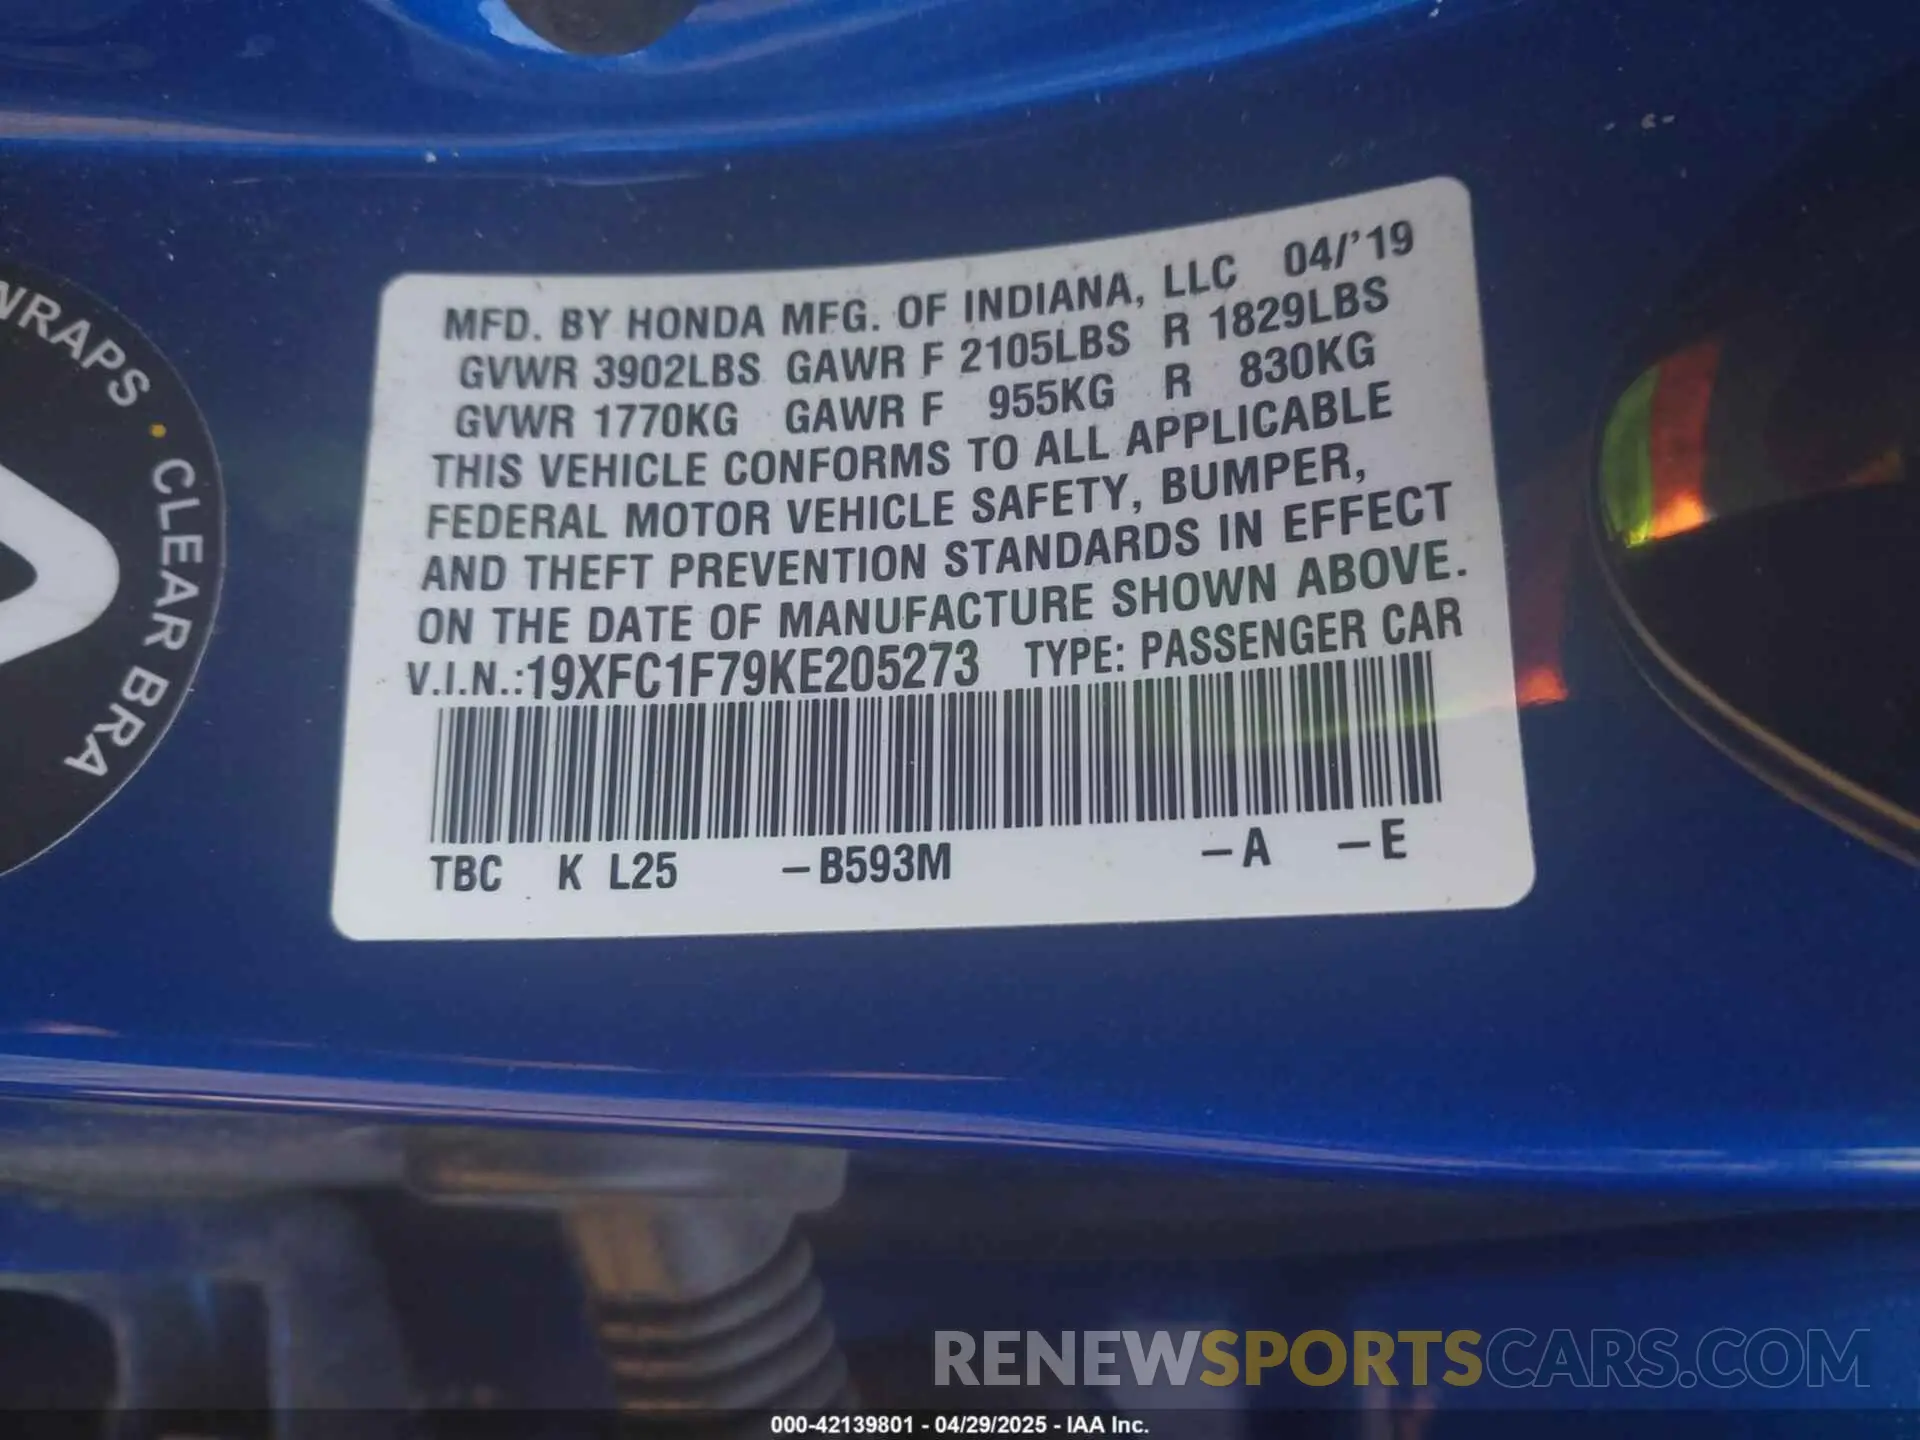 WRAPS · CLEAR BRA
MFD. BY HONDA MFG. OF INDIANA, LLC 04/'19
GVWR 3902LBS GAWR F 2105LBS R 1829LBS
GVWR 1770KG GAWR F 955KG R 830KG
THIS VEHICLE CONFORMS TO ALL APPLICABLE
FEDERAL MOTOR VEHICLE SAFETY, BUMPER,
AND THEFT PREVENTION STANDARDS IN EFFECT
ON THE DATE OF MANUFACTURE SHOWN ABOVE.
V.I.N.:19XFC1F79KE205273 TYPE: PASSENGER CAR
TBC K L25 –B593M –A –E
RENEWSPORTSCARS.COM
000-42139801 - 04/29/2025 - IAA Inc.